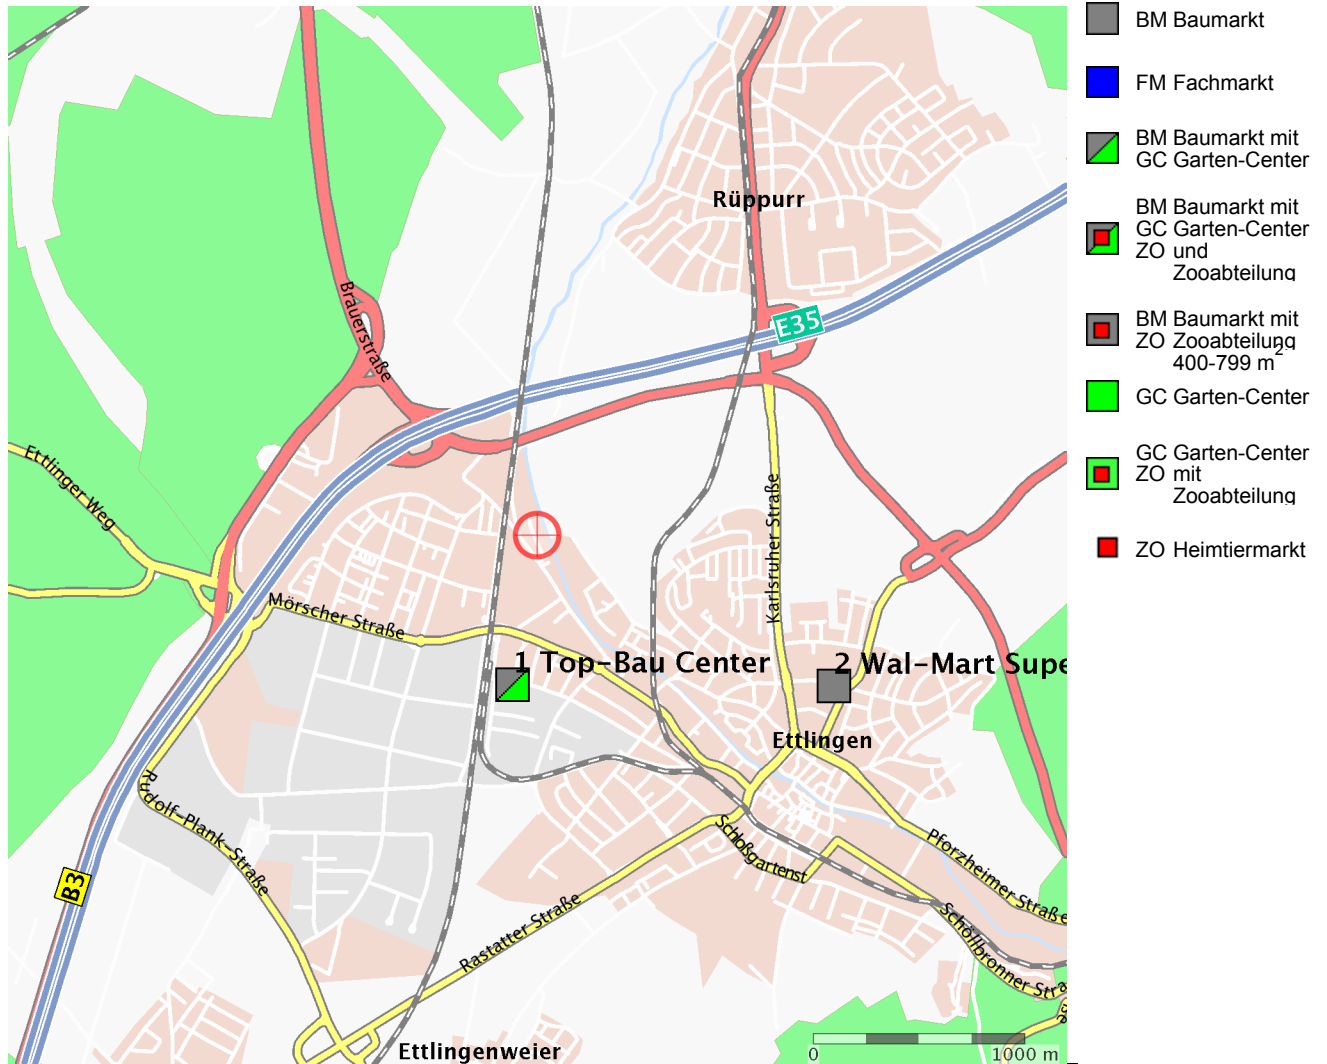 Rüppurr
E35
Brauerstraße
Ettlinger Weg
Karlsruher Straße
Mörscher Straße
1 Top-Bau Center
2 Wal-Mart Supe
Ettlingen
Rudolf-Plank-Straße
B3
Schloßgartenst
Pforzheimer Straße
Rastatter Straße
Schöllbronner Stra
ße
Ettlingenweier
0 1000 m
BM Baumarkt
FM Fachmarkt
BM Baumarkt mit
GC Garten-Center
BM Baumarkt mit
GC Garten-Center
ZO und
Zooabteilung
BM Baumarkt mit
ZO Zooabteilung
400-799 m²
GC Garten-Center
GC Garten-Center
ZO mit
Zooabteilung
ZO Heimtiermarkt